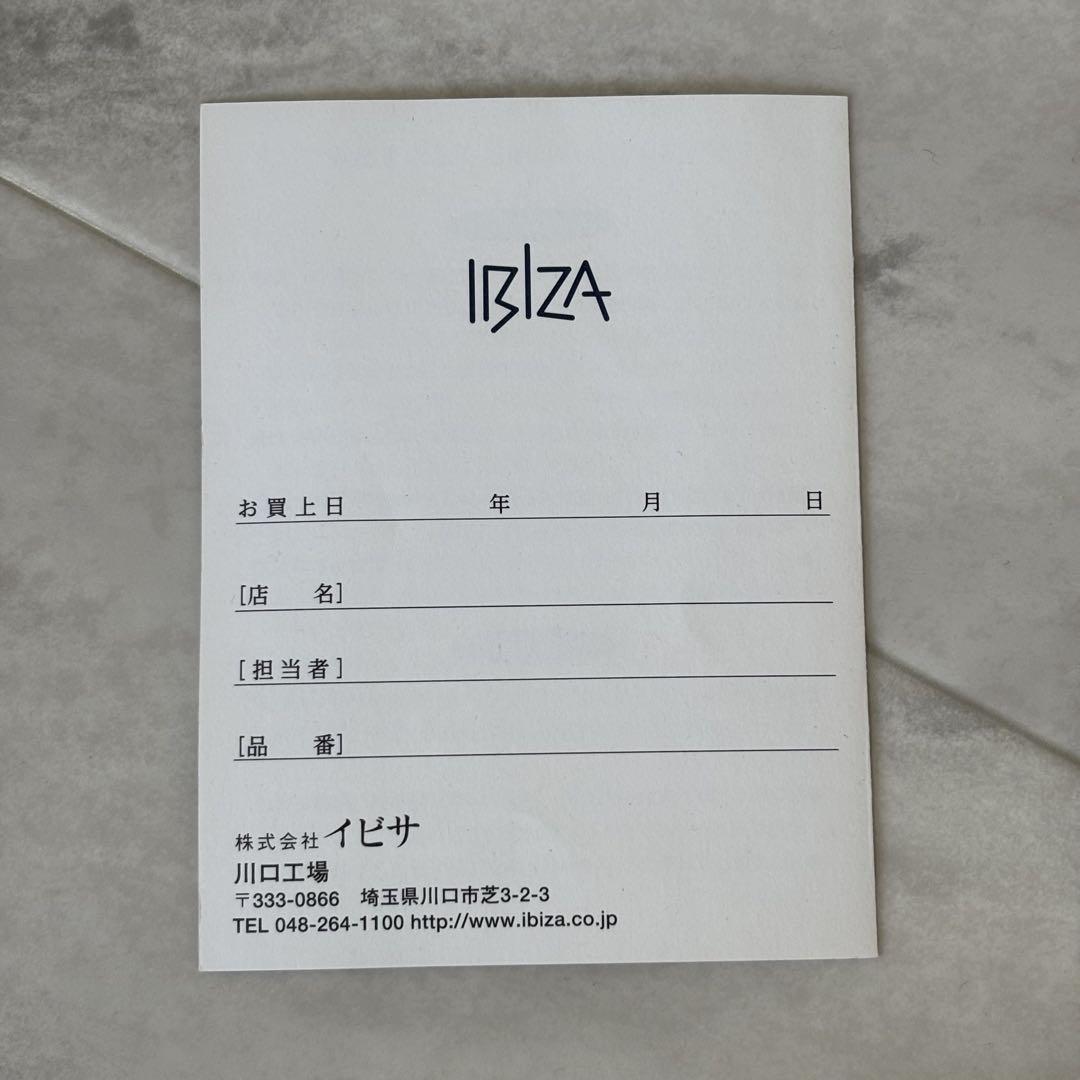 IBIZA
お買上日 年 月 日
[店 名]
[担当者]
[品 番]
株式会社イビサ
川口工場
〒333-0866 埼玉県川口市芝3-2-3
TEL 048-264-1100 http://www.ibiza.co.jp